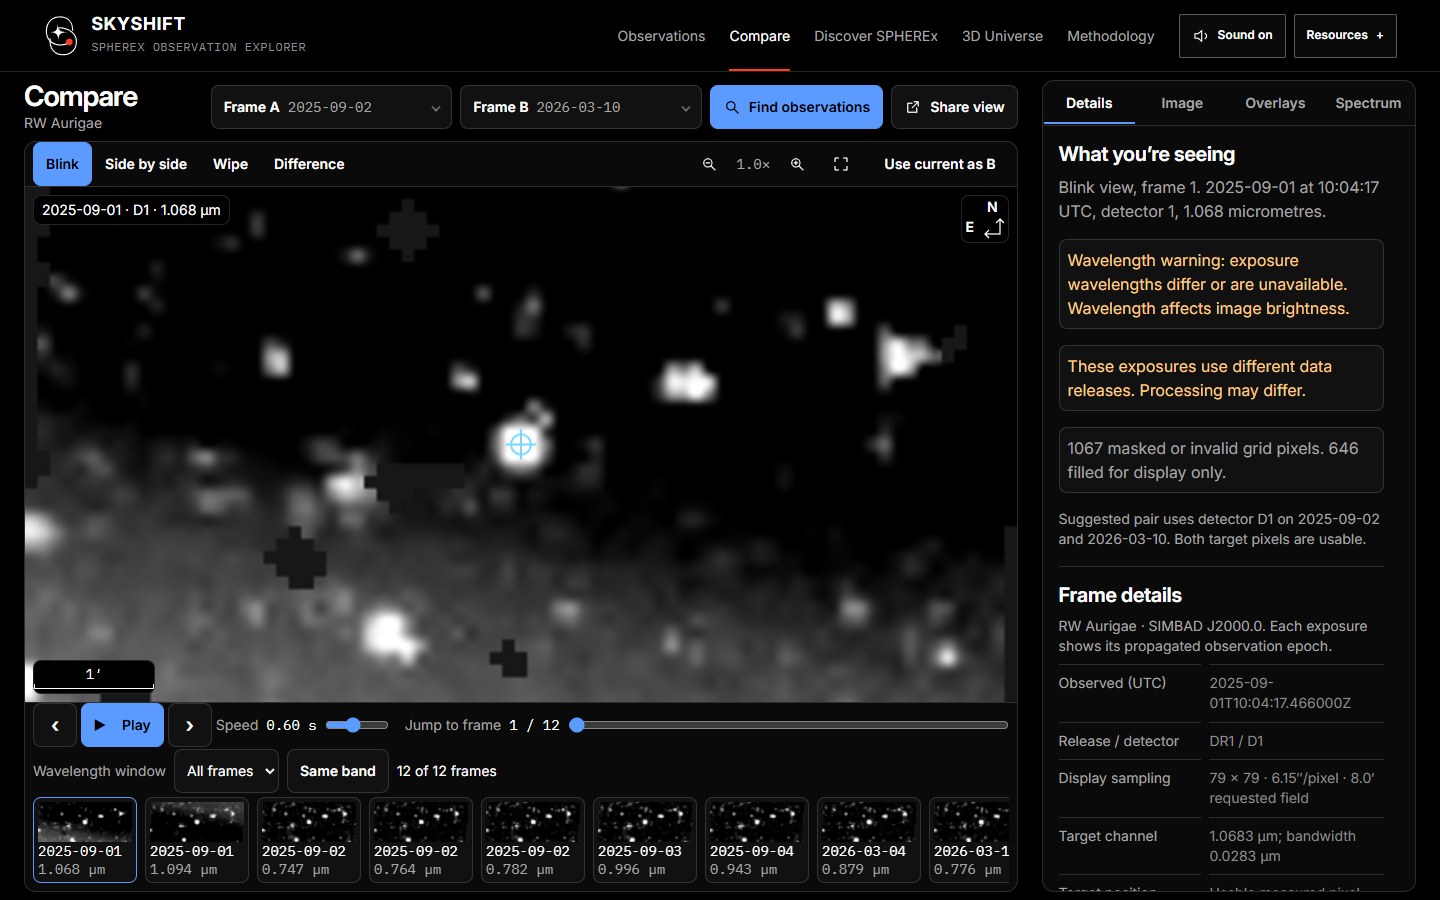 SKYSHIFT
SPHEREX OBSERVATION EXPLORER
Observations
Compare
Discover SPHEREx
3D Universe
Methodology
Sound on
Resources +
Compare
RW Aurigae
Frame A 2025-09-02
Frame B 2026-03-10
Find observations
Share view
Blink
Side by side
Wipe
Difference
1.0×
Use current as B
2025-09-01 · D1 · 1.068 µm
N
E
1′
Play
Speed 0.60 s
Jump to frame 1 / 12
Wavelength window
All frames
Same band
12 of 12 frames
2025-09-01
1.068 µm
2025-09-01
1.094 µm
2025-09-02
0.747 µm
2025-09-02
0.764 µm
2025-09-02
0.782 µm
2025-09-03
0.996 µm
2025-09-04
0.943 µm
2026-03-04
0.879 µm
2026-03-1
0.776 µm
Details
Image
Overlays
Spectrum
What you’re seeing
Blink view, frame 1. 2025-09-01 at 10:04:17
UTC, detector 1, 1.068 micrometres.
Wavelength warning: exposure
wavelengths differ or are unavailable.
Wavelength affects image brightness.
These exposures use different data
releases. Processing may differ.
1067 masked or invalid grid pixels. 646
filled for display only.
Suggested pair uses detector D1 on 2025-09-02
and 2026-03-10. Both target pixels are usable.
Frame details
RW Aurigae · SIMBAD J2000.0. Each exposure
shows its propagated observation epoch.
Observed (UTC)
2025-09-
01T10:04:17.466000Z
Release / detector
DR1 / D1
Display sampling
79 × 79 · 6.15″/pixel · 8.0′
requested field
Target channel
1.0683 µm; bandwidth
0.0283 µm